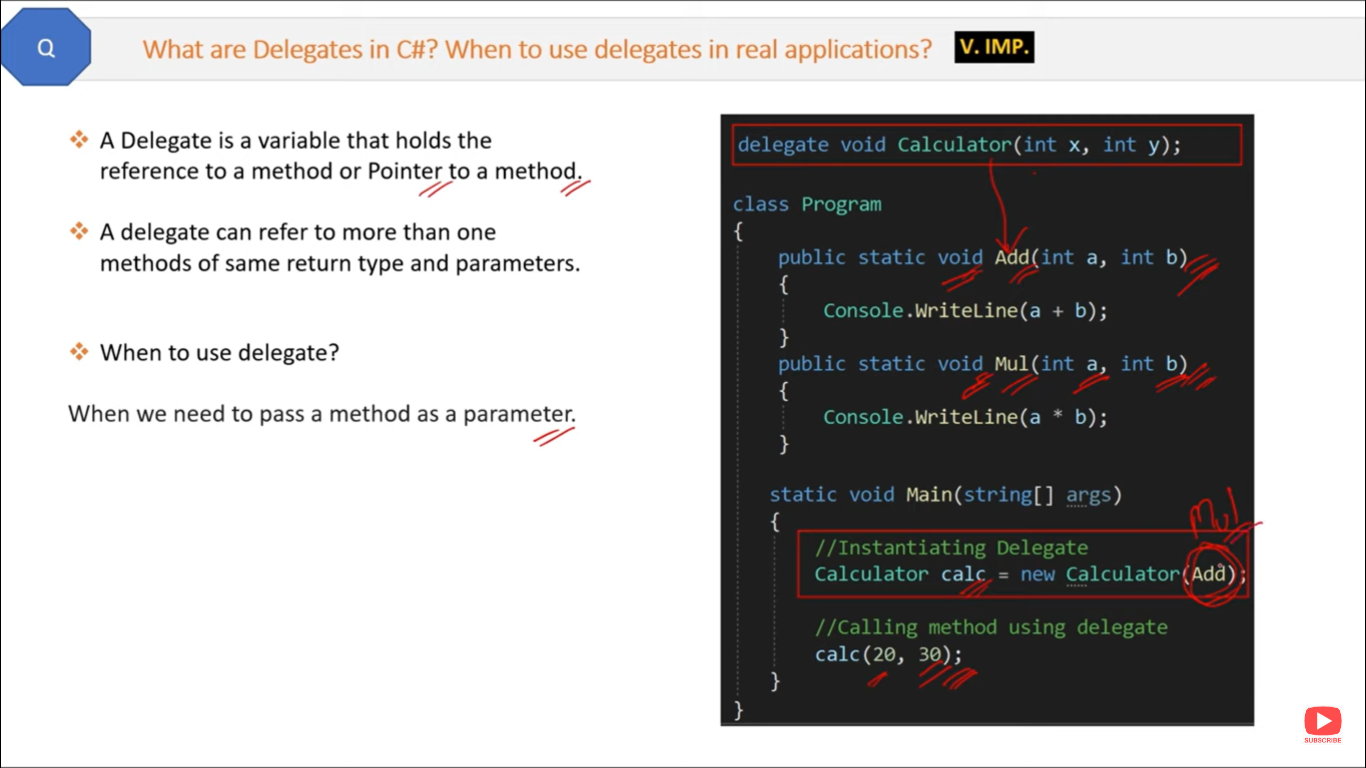 Q
What are Delegates in C#? When to use delegates in real applications?
V. IMP.
❖ A Delegate is a variable that holds the
reference to a method or Pointer to a method.
❖ A delegate can refer to more than one
methods of same return type and parameters.
❖ When to use delegate?
When we need to pass a method as a parameter.
delegate void Calculator(int x, int y);
class Program
{
public static void Add(int a, int b)
{
Console.WriteLine(a + b);
}
public static void Mul(int a, int b)
{
Console.WriteLine(a * b);
}
static void Main(string[] args)
{
Mul
//Instantiating Delegate
Calculator calc = new Calculator(Add);
//Calling method using delegate
calc(20, 30);
}
}
SUBSCRIBE